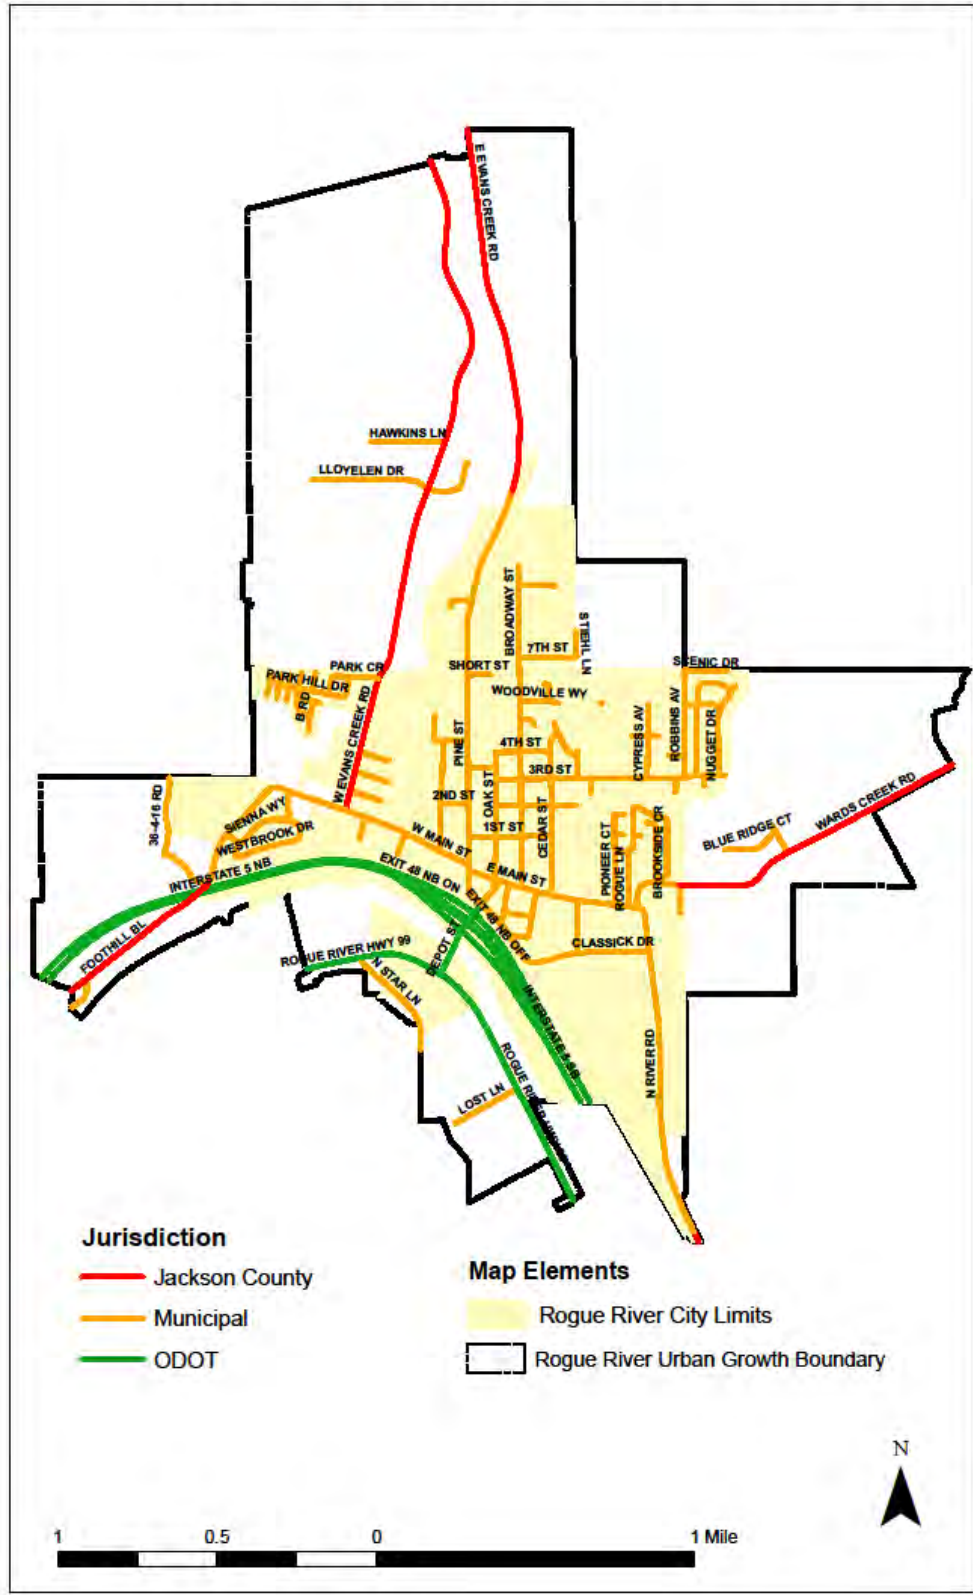 E EVANS CREEK RD
HAWKINS LN
LLOYELEN DR
BROADWAY ST
STIEHL LN
7TH ST
SHORT ST
PARK CR
SCENIC DR
PARK HILL DR
WOODVILLE WY
B RD
W EVANS CREEK RD
PINE ST
CYPRESS AV
ROBBINS AV
NUGGET DR
4TH ST
3RD ST
OAK ST
2ND ST
36-4-16 RD
SIENNA WY
WESTBROOK DR
W MAIN ST
1ST ST
CEDAR ST
PIONEER CT
ROGUE LN
BROOKSIDE CR
BLUE RIDGE CT
WARDS CREEK RD
INTERSTATE 5 NB
EXIT 48 NB ON
E MAIN ST
EXIT 48 NB OFF
FOOTHILL BL
ROGUE RIVER HWY 99
DEPOT ST
CLASSICK DR
N STAR LN
INTERSTATE 5 SB
N RIVER RD
ROGUE RIVER
LOST LN
Jurisdiction
Jackson County
Municipal
ODOT
Map Elements
Rogue River City Limits
Rogue River Urban Growth Boundary
N
1 0.5 0 1 Mile